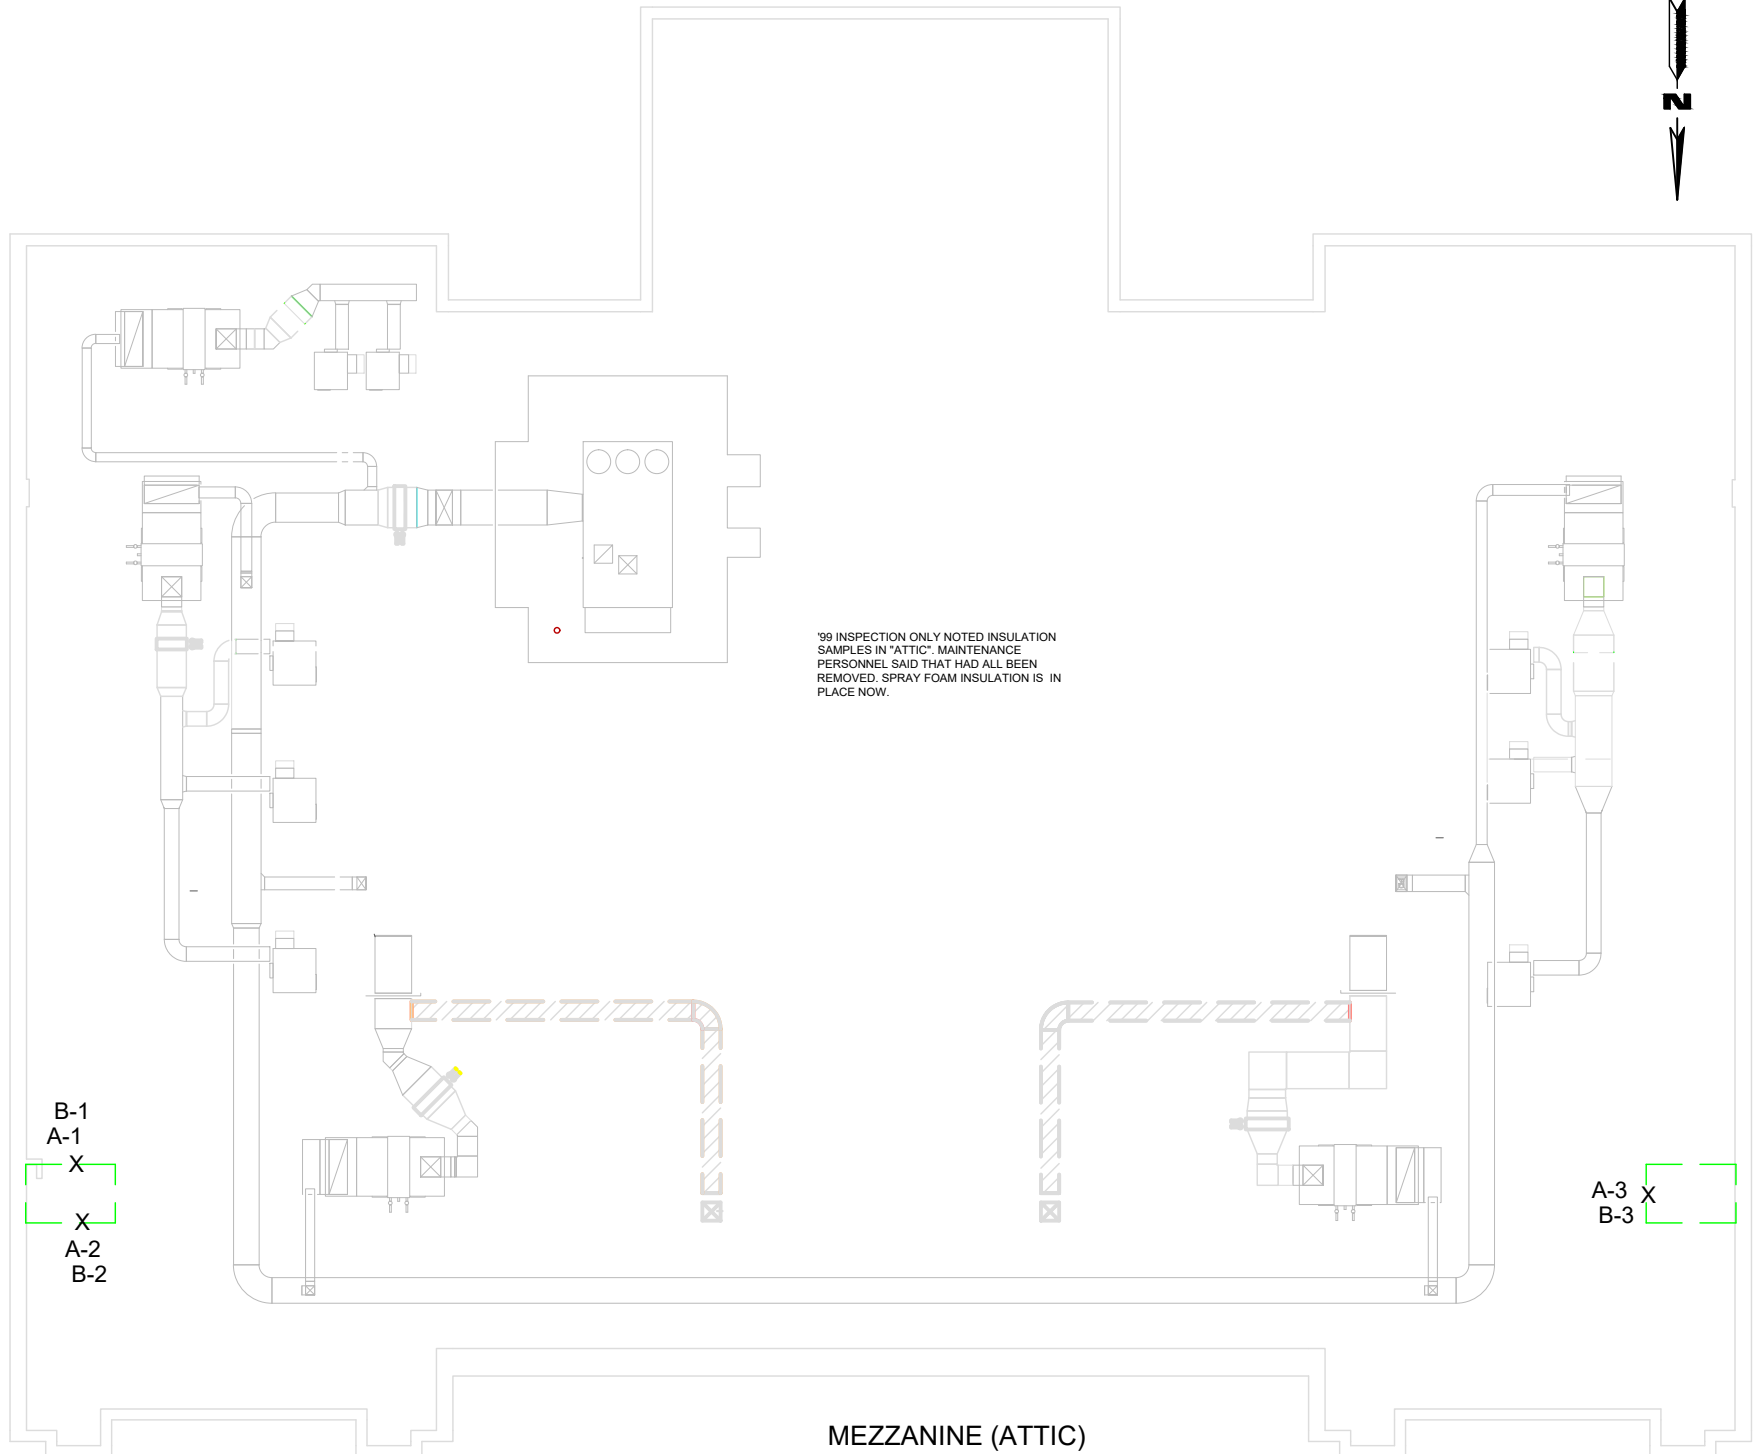 N
'99 INSPECTION ONLY NOTED INSULATION
SAMPLES IN "ATTIC". MAINTENANCE
PERSONNEL SAID THAT HAD ALL BEEN
REMOVED. SPRAY FOAM INSULATION IS IN
PLACE NOW.
B-1
A-1
X
X
A-2
B-2
A-3 X
B-3
MEZZANINE (ATTIC)